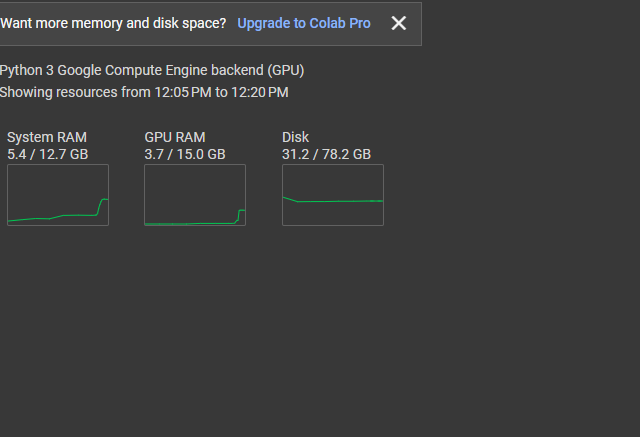 Want more memory and disk space? Upgrade to Colab Pro
Python 3 Google Compute Engine backend (GPU)
Showing resources from 12:05 PM to 12:20 PM
System RAM
5.4 / 12.7 GB
GPU RAM
3.7 / 15.0 GB
Disk
31.2 / 78.2 GB